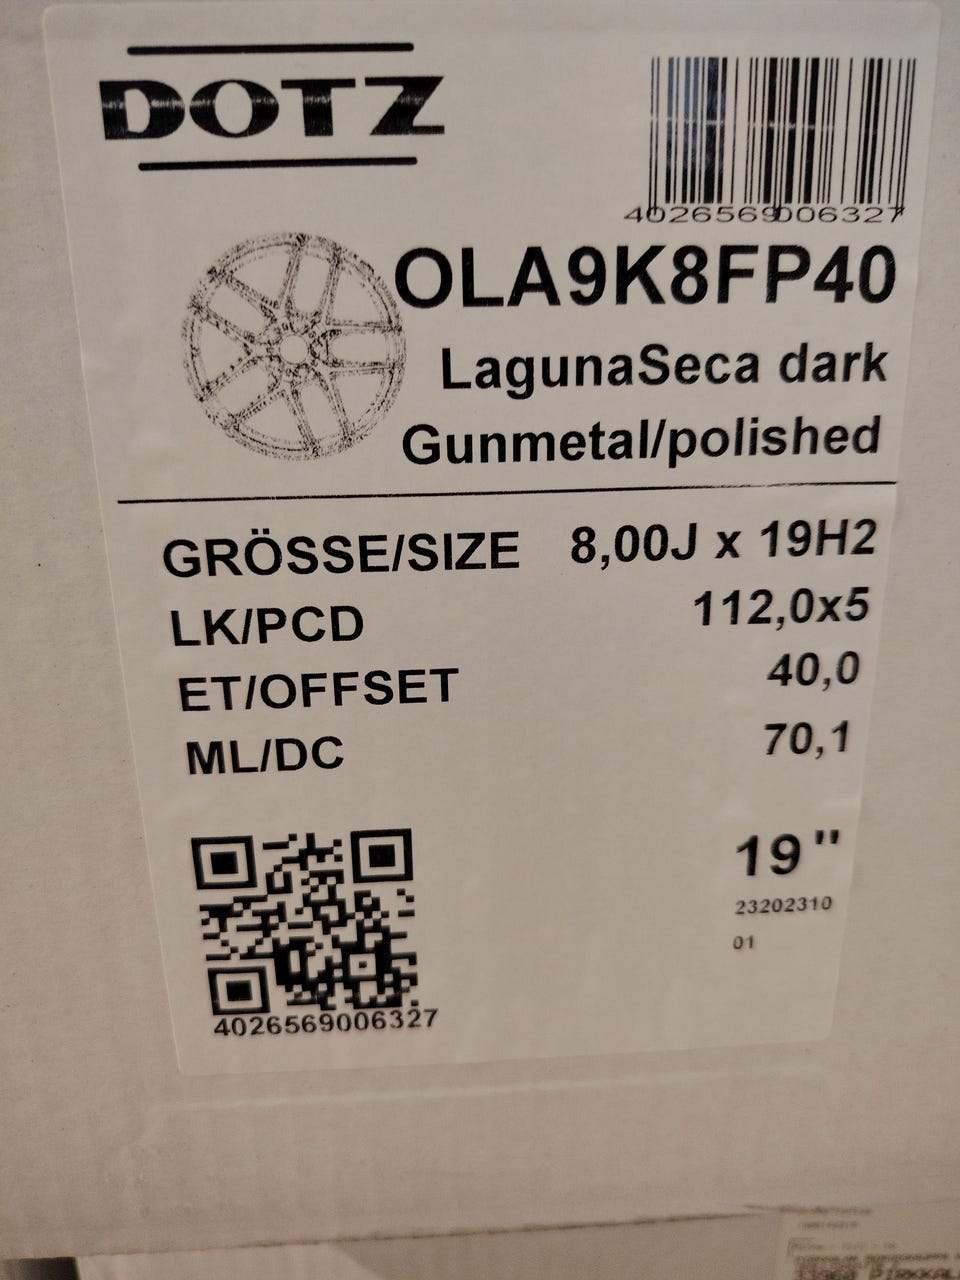 DOTZ
4026569006327
OLA9K8FP40
LagunaSeca dark
Gunmetal/polished
GRÖSSE/SIZE 8,00J x 19H2
LK/PCD 112,0x5
ET/OFFSET 40,0
ML/DC 70,1
19"
23202310
01
4026569006327